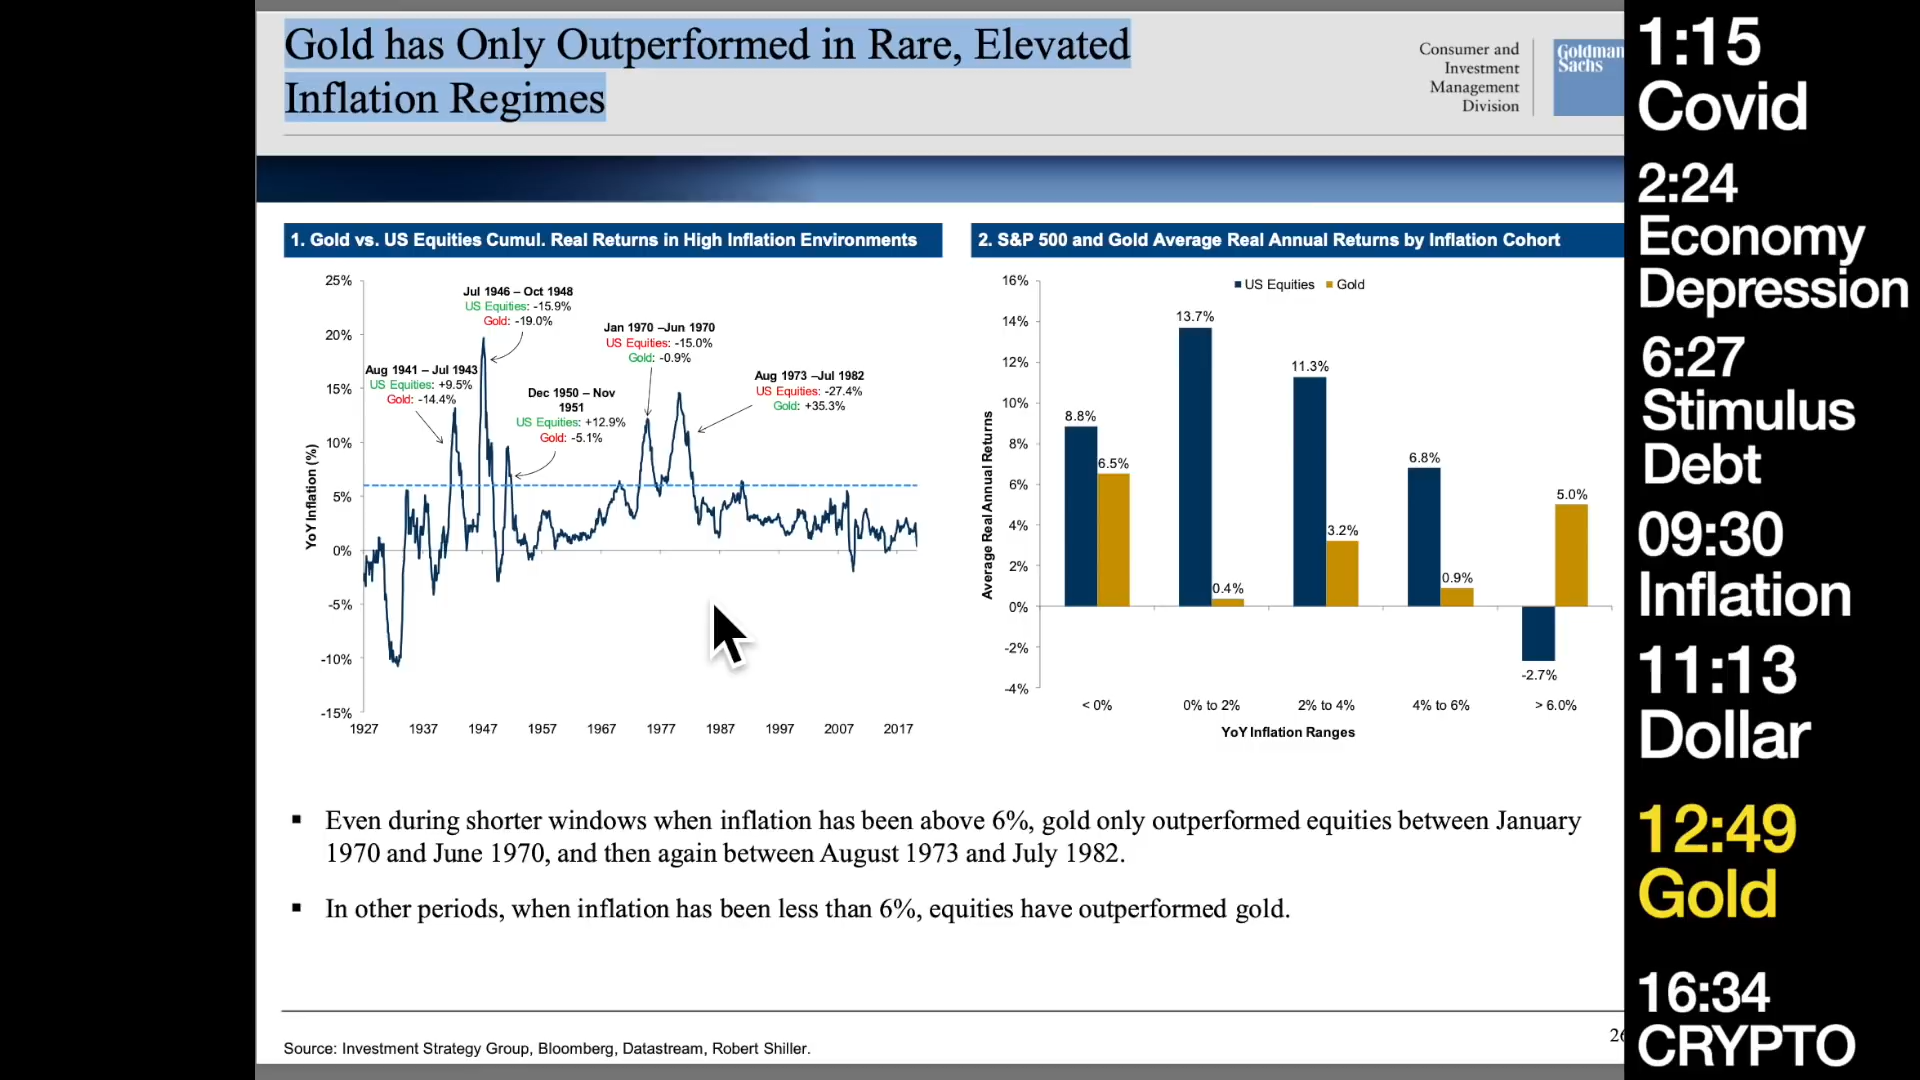 Gold has Only Outperformed in Rare, Elevated
Inflation Regimes
Consumer and
Investment
Management
Division
Goldman
Sachs
1. Gold vs. US Equities Cumul. Real Returns in High Inflation Environments
25%
20%
15%
10%
5%
0%
-5%
-10%
-15%
YoY Inflation (%)
Jul 1946 – Oct 1948
US Equities: -15.9%
Gold: -19.0%
Jan 1970 –Jun 1970
US Equities: -15.0%
Gold: -0.9%
Aug 1941 – Jul 1943
US Equities: +9.5%
Gold: -14.4%
Dec 1950 – Nov
1951
US Equities: +12.9%
Gold: -5.1%
Aug 1973 –Jul 1982
US Equities: -27.4%
Gold: +35.3%
1927 1937 1947 1957 1967 1977 1987 1997 2007 2017
2. S&P 500 and Gold Average Real Annual Returns by Inflation Cohort
US Equities Gold
16%
14%
12%
10%
8%
6%
4%
2%
0%
-2%
-4%
Average Real Annual Returns
8.8%
6.5%
13.7%
0.4%
11.3%
3.2%
6.8%
0.9%
-2.7%
5.0%
< 0% 0% to 2% 2% to 4% 4% to 6% > 6.0%
YoY Inflation Ranges
▪ Even during shorter windows when inflation has been above 6%, gold only outperformed equities between January
1970 and June 1970, and then again between August 1973 and July 1982.
▪ In other periods, when inflation has been less than 6%, equities have outperformed gold.
Source: Investment Strategy Group, Bloomberg, Datastream, Robert Shiller.
1:15
Covid
2:24
Economy
Depression
6:27
Stimulus
Debt
09:30
Inflation
11:13
Dollar
12:49
Gold
16:34
CRYPTO